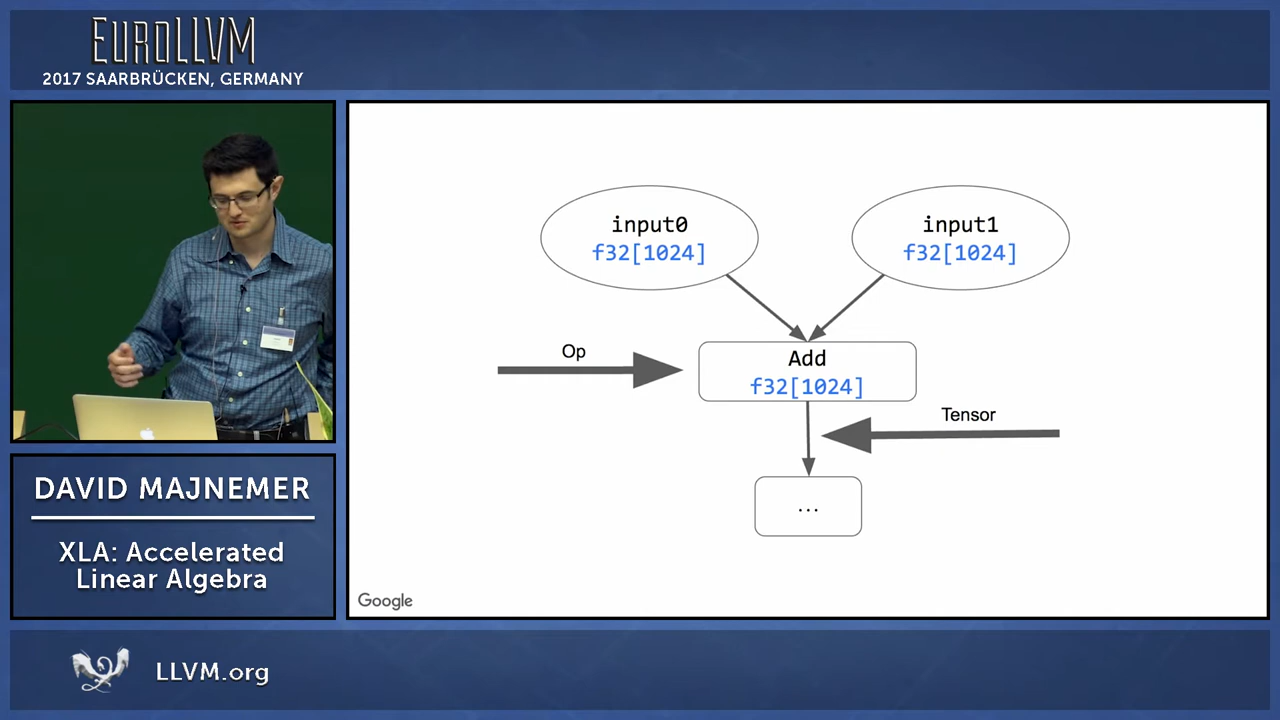 EUROLLVM
2017 SAARBRÜCKEN, GERMANY
input0
f32[1024]
input1
f32[1024]
Op
Add
f32[1024]
Tensor
...
Google
DAVID MAJNEMER
XLA: Accelerated
Linear Algebra
LLVM.org